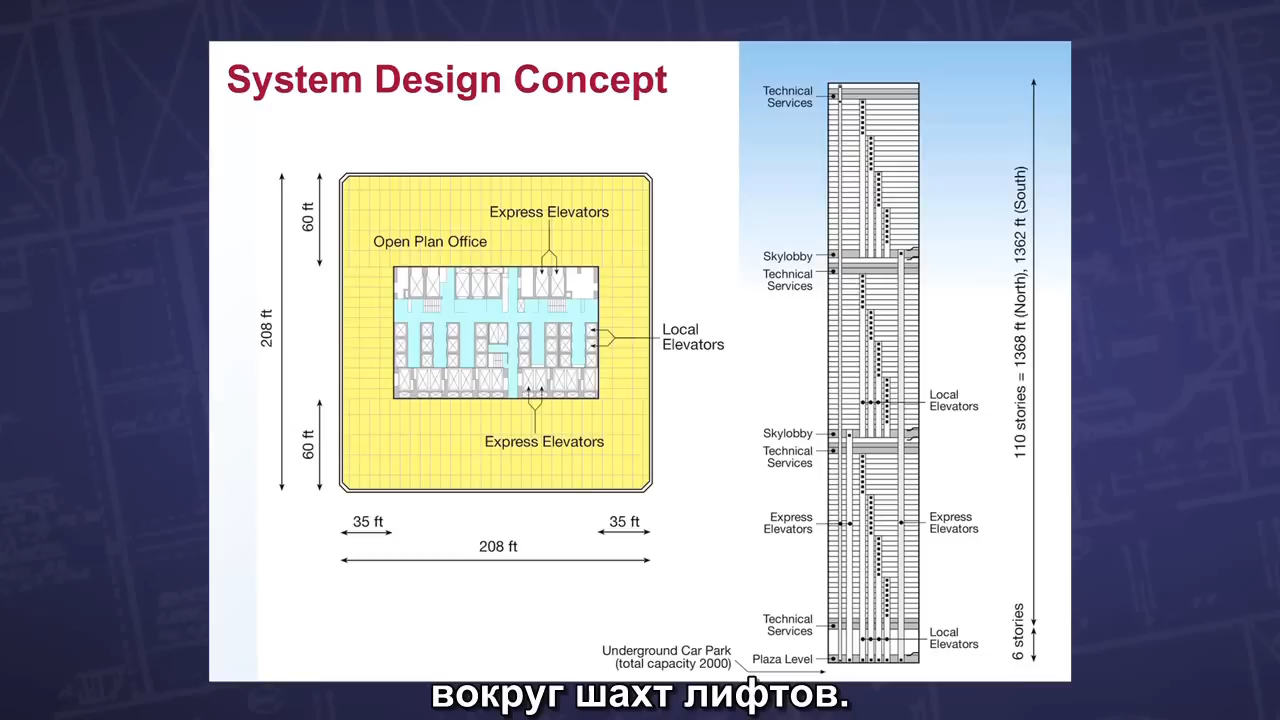 System Design Concept
Express Elevators
Open Plan Office
60 ft
208 ft
60 ft
Local
Elevators
Express Elevators
35 ft
35 ft
208 ft
Technical
Services
Skylobby
Technical
Services
Skylobby
Technical
Services
Express
Elevators
Technical
Services
Underground Car Park
(total capacity 2000)
Plaza Level
Local
Elevators
Express
Elevators
Local
Elevators
110 stories = 1368 ft (North), 1362 ft (South)
6 stories
вокруг шахт лифтов.